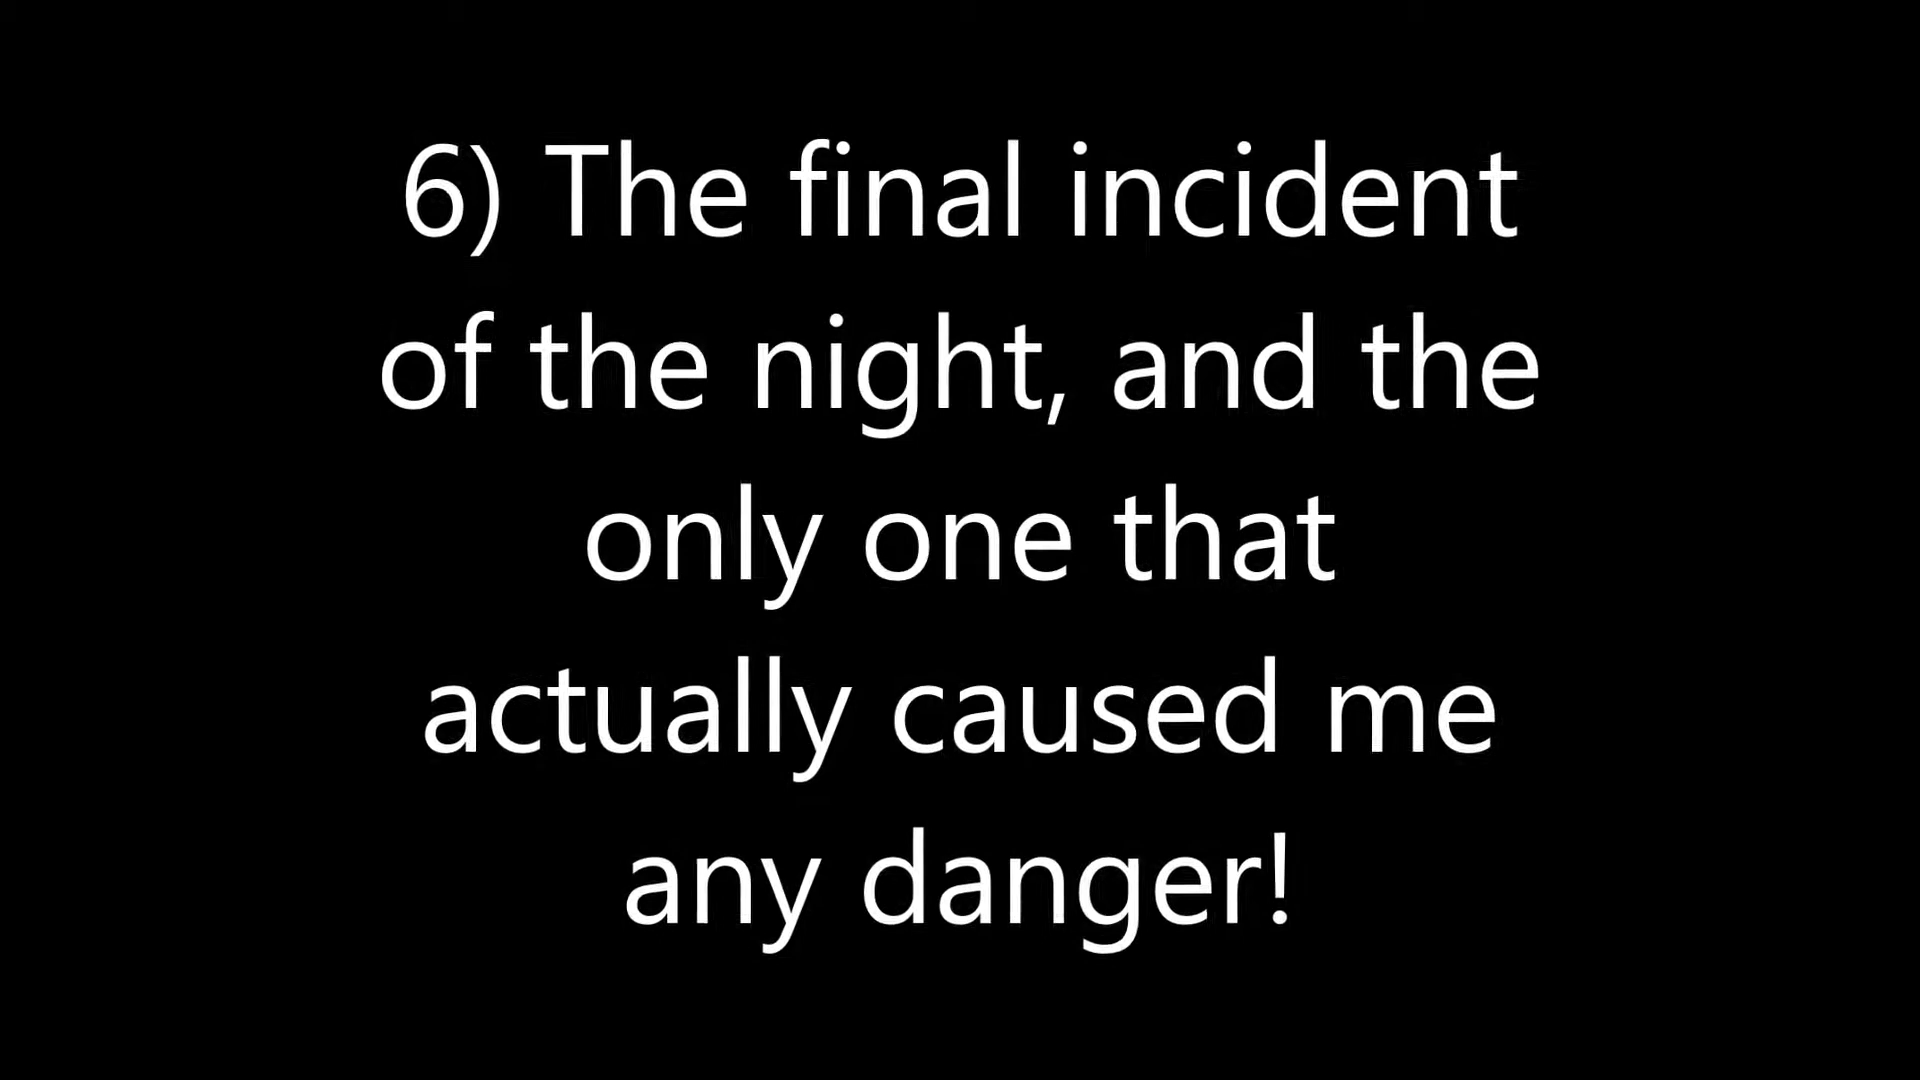 6) The final incident
of the night, and the
only one that
actually caused me
any danger!